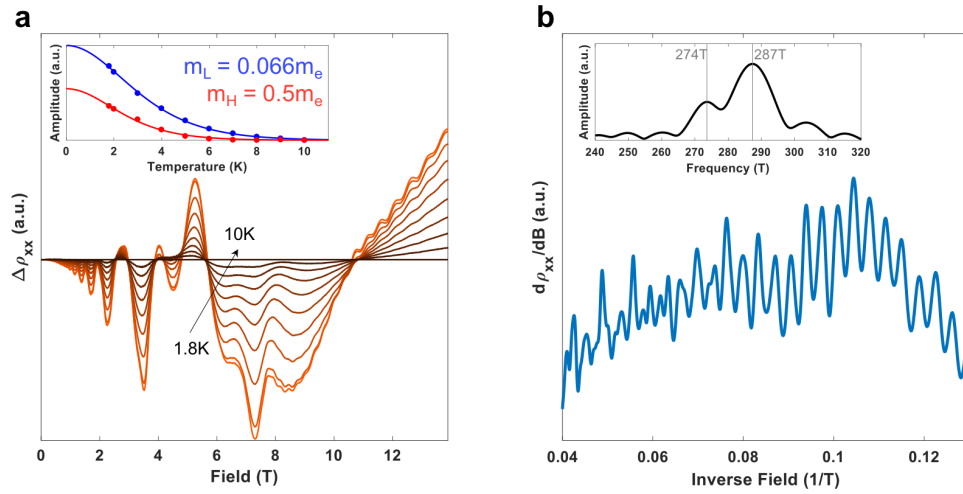 a
Amplitude (a.u.)
m_L = 0.066m_e
m_H = 0.5m_e
0 2 4 6 8 10
Temperature (K)
Δρ_xx (a.u.)
10K
1.8K
0 2 4 6 8 10 12
Field (T)
b
Amplitude(a.u.)
274T 287T
240 250 260 270 280 290 300 310 320
Frequency (T)
dρ_xx/dB (a.u.)
0.04 0.06 0.08 0.1 0.12
Inverse Field (1/T)